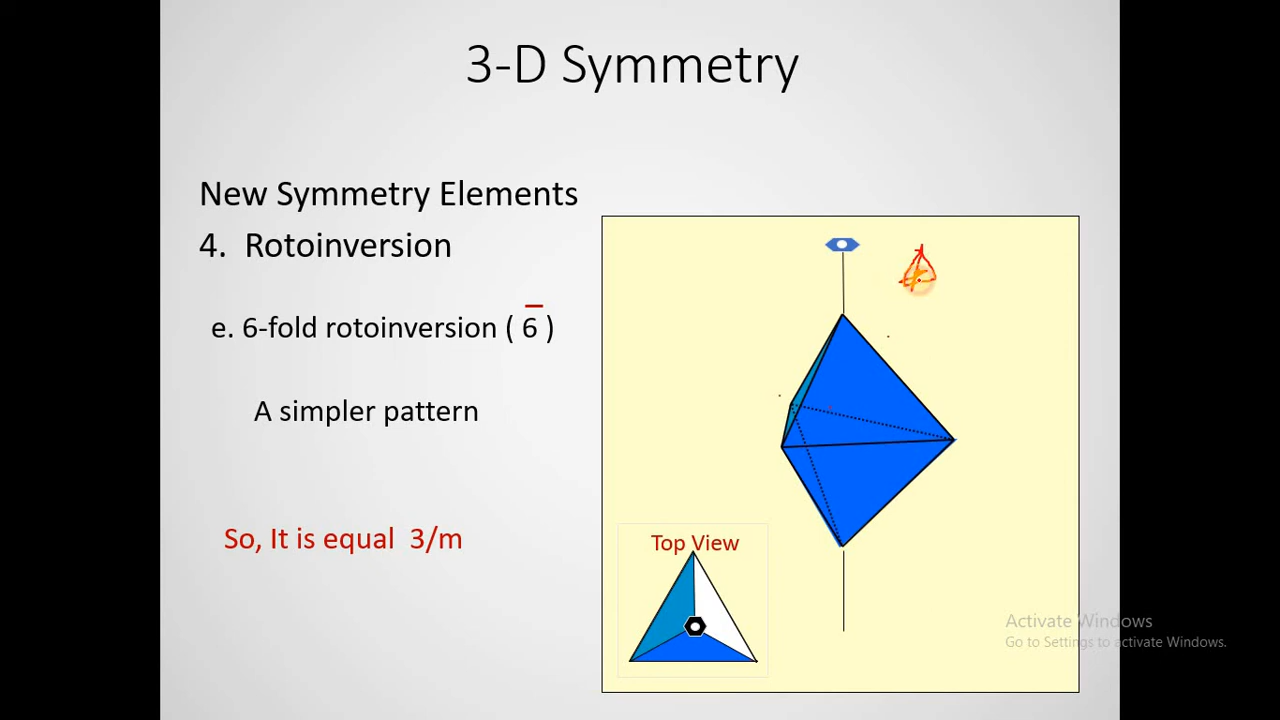 3-D Symmetry
New Symmetry Elements
4. Rotoinversion
e. 6-fold rotoinversion ( 6̅ )
A simpler pattern
So, It is equal 3/m
Top View
Activate Windows
Go to Settings to activate Windows.